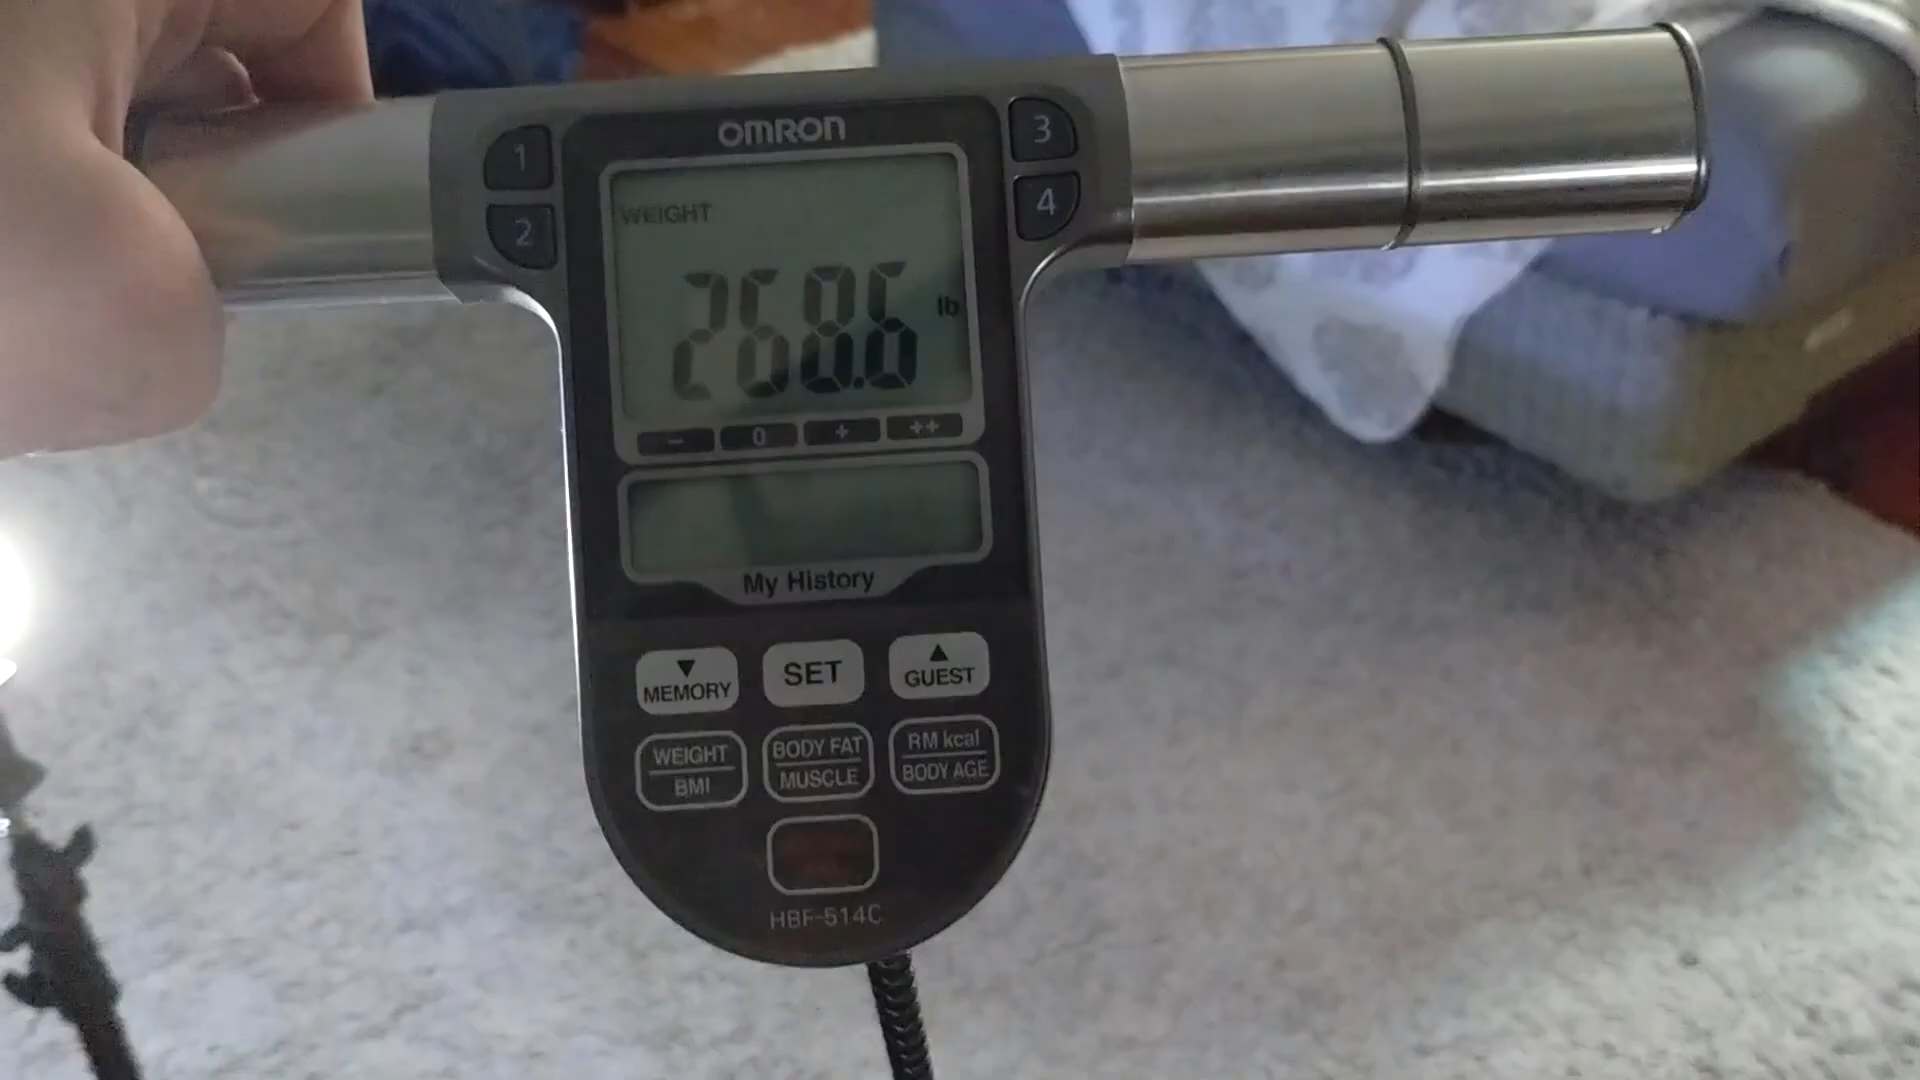 OMRON
1
2
3
4
WEIGHT
268.6 lb
− 0 + ++
My History
▼ MEMORY
SET
▲ GUEST
WEIGHT
BMI
BODY FAT
MUSCLE
RM kcal
BODY AGE
HBF-514C